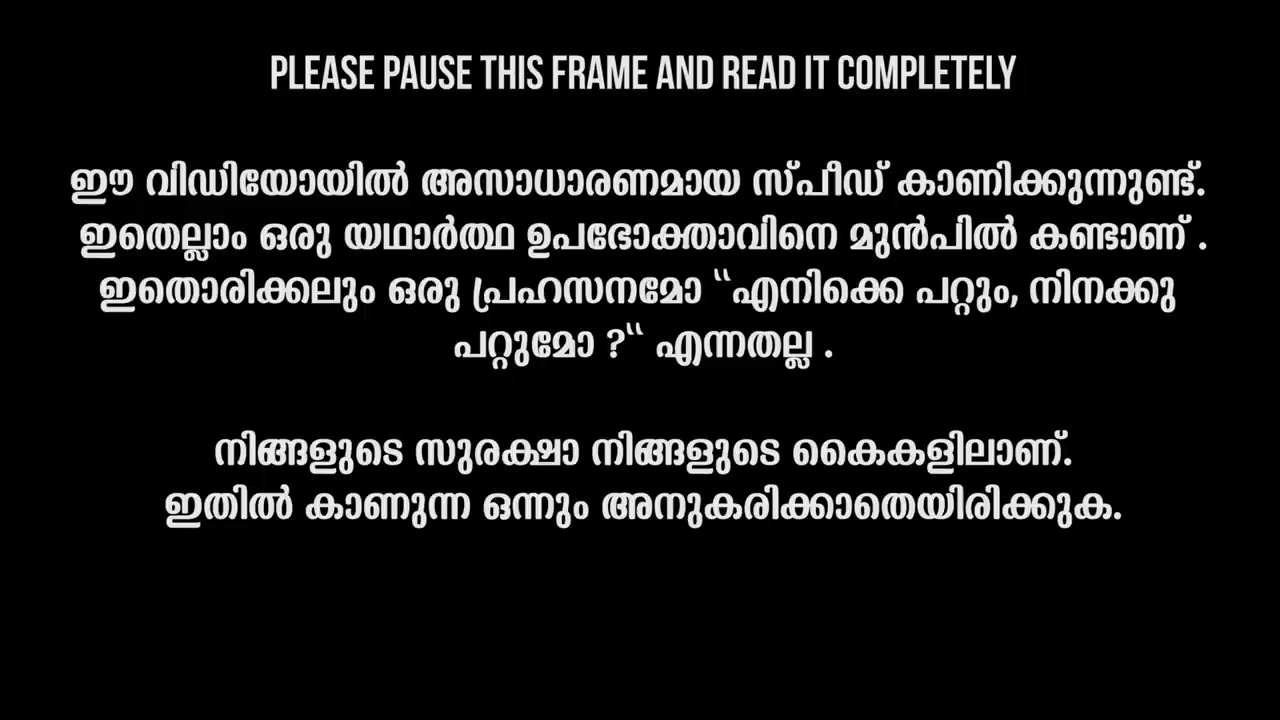 PLEASE PAUSE THIS FRAME AND READ IT COMPLETELY
ഈ വിഡിയോയിൽ അസാധാരണമായ സ്പീഡ് കാണിക്കുന്നുണ്ട്.
ഇതെല്ലാം ഒരു യഥാർത്ഥ ഉപഭോക്താവിനെ മുൻപിൽ കണ്ടാണ് .
ഇതൊരിക്കലും ഒരു പ്രഹസനമോ “എനിക്കെ പറ്റും, നിനക്കു
പറ്റുമോ ?“ എന്നതല്ല .
നിങ്ങളുടെ സുരക്ഷാ നിങ്ങളുടെ കൈകളിലാണ്.
ഇതിൽ കാണുന്ന ഒന്നും അനുകരിക്കാതെയിരിക്കുക.